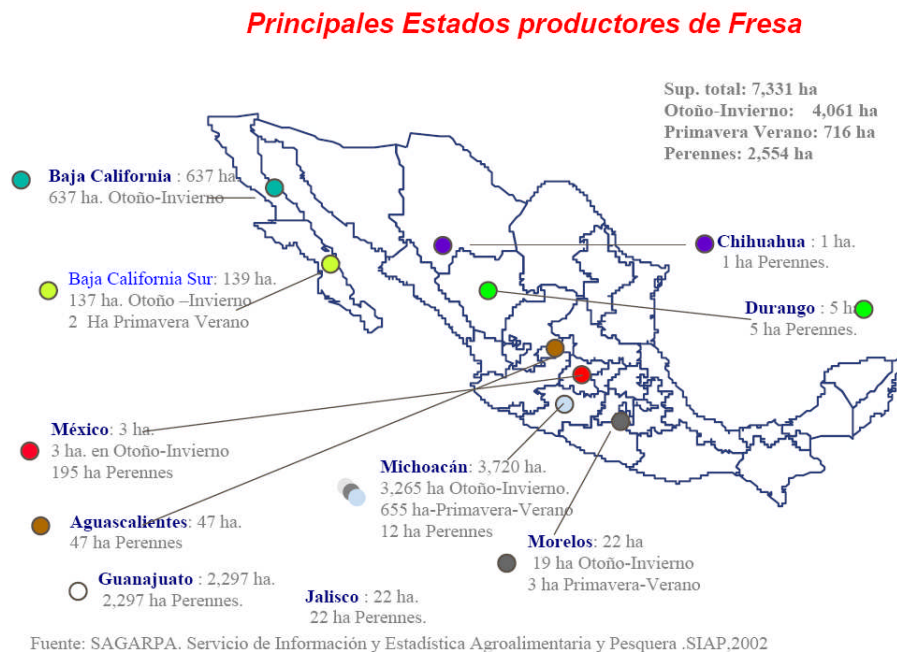 Principales Estados productores de Fresa
Sup. total: 7,331 ha
Otoño-Invierno: 4,061 ha
Primavera Verano: 716 ha
Perennes: 2,554 ha
Baja California : 637 ha.
637 ha. Otoño-Invierno
Chihuahua : 1 ha.
1 ha Perennes.
Baja California Sur: 139 ha.
137 ha. Otoño –Invierno
2 Ha Primavera Verano
Durango : 5 ha
5 ha Perennes.
México: 3 ha.
3 ha. en Otoño-Invierno
195 ha Perennes
Michoacán: 3,720 ha.
3,265 ha Otoño-Invierno.
655 ha-Primavera-Verano
12 ha Perennes
Aguascalientes: 47 ha.
47 ha Perennes
Morelos: 22 ha
19 ha Otoño-Invierno
3 ha Primavera-Verano
Guanajuato : 2,297 ha.
2,297 ha Perennes.
Jalisco : 22 ha.
22 ha Perennes.
Fuente: SAGARPA. Servicio de Información y Estadística Agroalimentaria y Pesquera .SIAP,2002